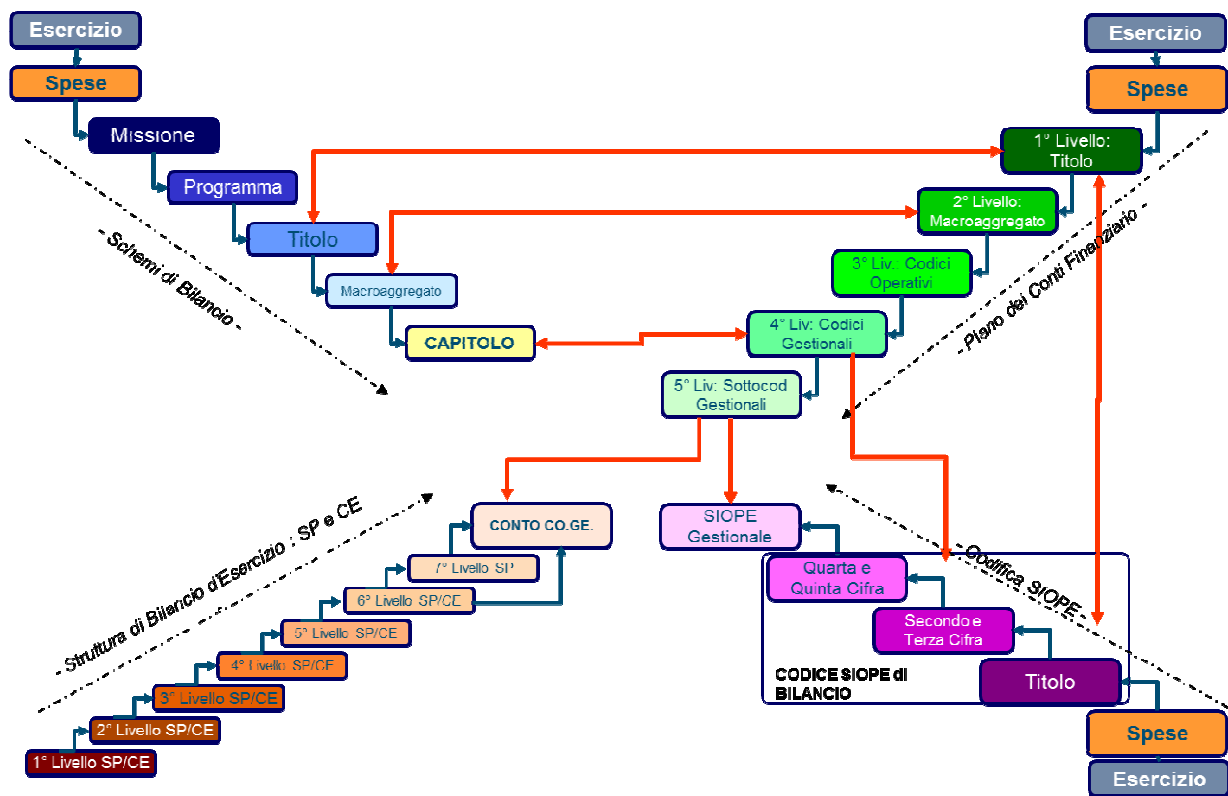 Esercizio
Spese
Missione
Programma
Titolo
Macroaggregato
CAPITOLO
- Schemi di Bilancio -
Esercizio
Spese
1° Livello:
Titolo
2° Livello:
Macroaggregato
3° Liv.: Codici
Operativi
4° Liv: Codici
Gestionali
5° Liv: Sottocod
Gestionali
- Piano dei Conti Finanziario -
- Struttura di Bilancio d'Esercizio : SP e CE
CONTO CO.GE.
7° Livello SP
6° Livello SP/CE
5° Livello SP/CE
4° Livello SP/CE
3° Livello SP/CE
2° Livello SP/CE
1° Livello SP/CE
SIOPE
Gestionale
- Codifica SIOPE -
Quarta e
Quinta Cifra
Secondo e
Terza Cifra
Titolo
CODICE SIOPE di
BILANCIO
Spese
Esercizio